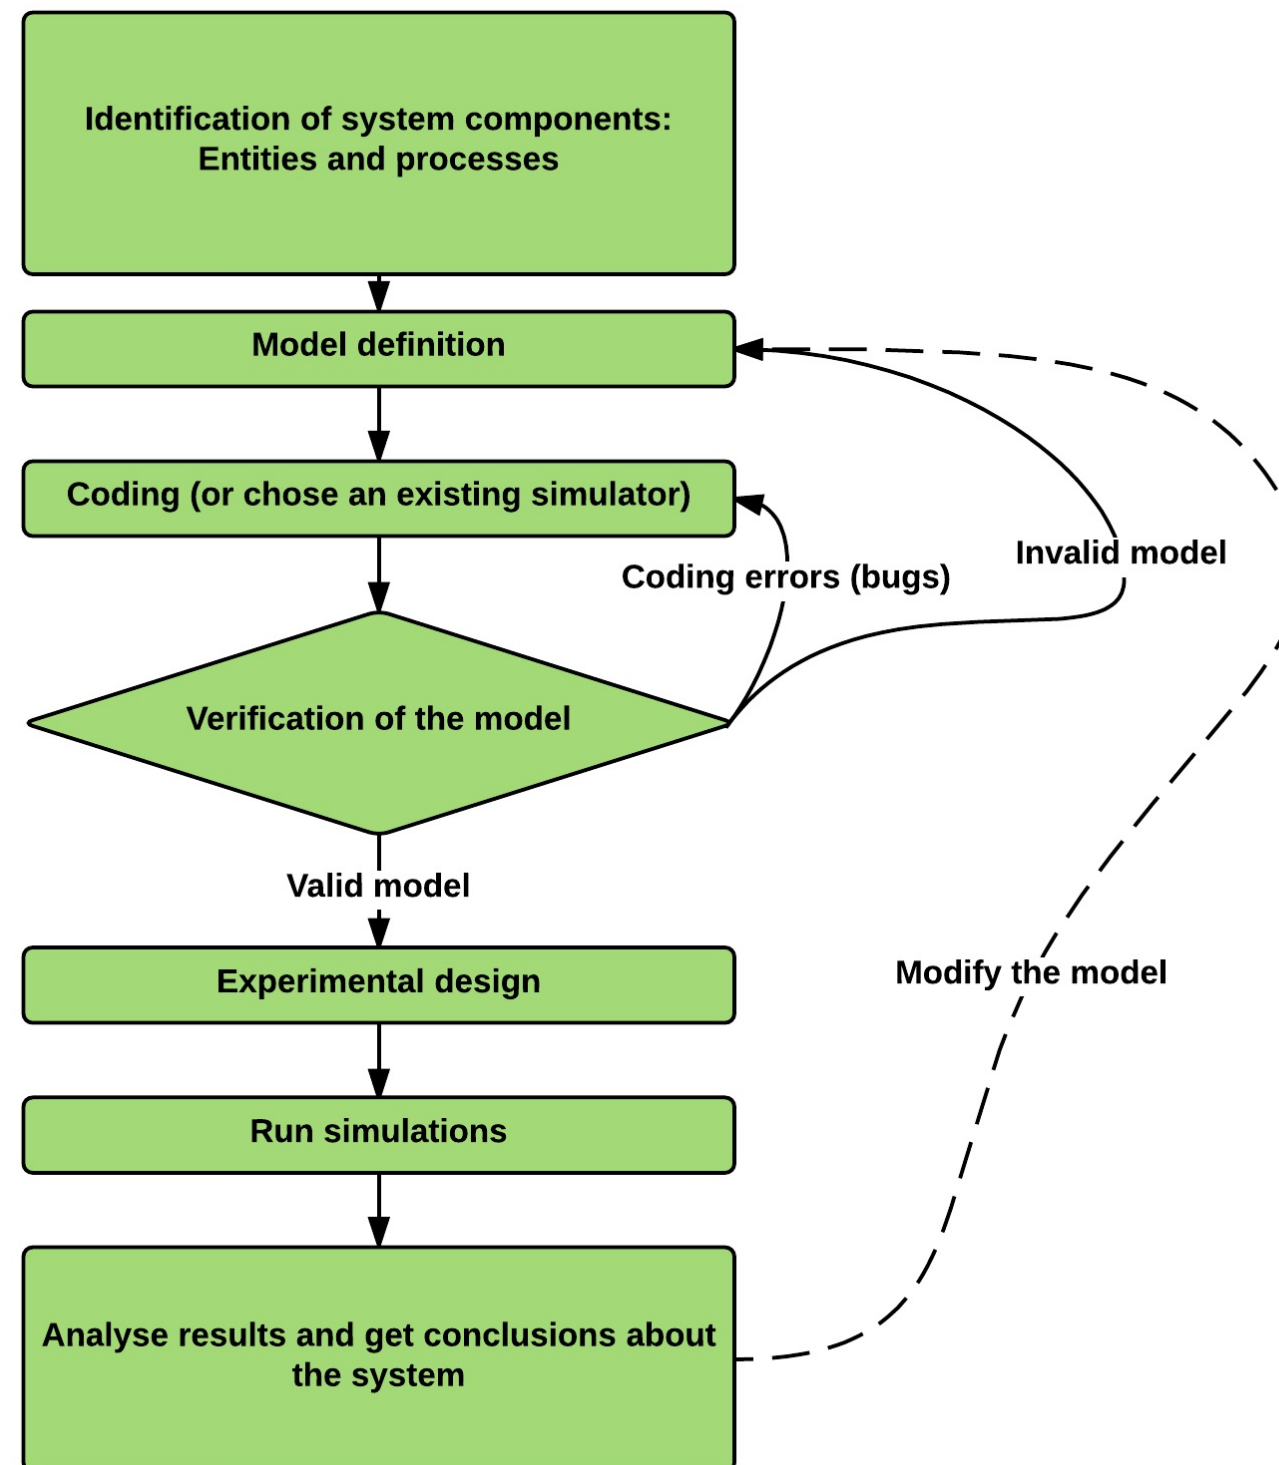 Identification of system components:
Entities and processes
Model definition
Coding (or chose an existing simulator)
Coding errors (bugs)
Invalid model
Verification of the model
Valid model
Experimental design
Modify the model
Run simulations
Analyse results and get conclusions about
the system